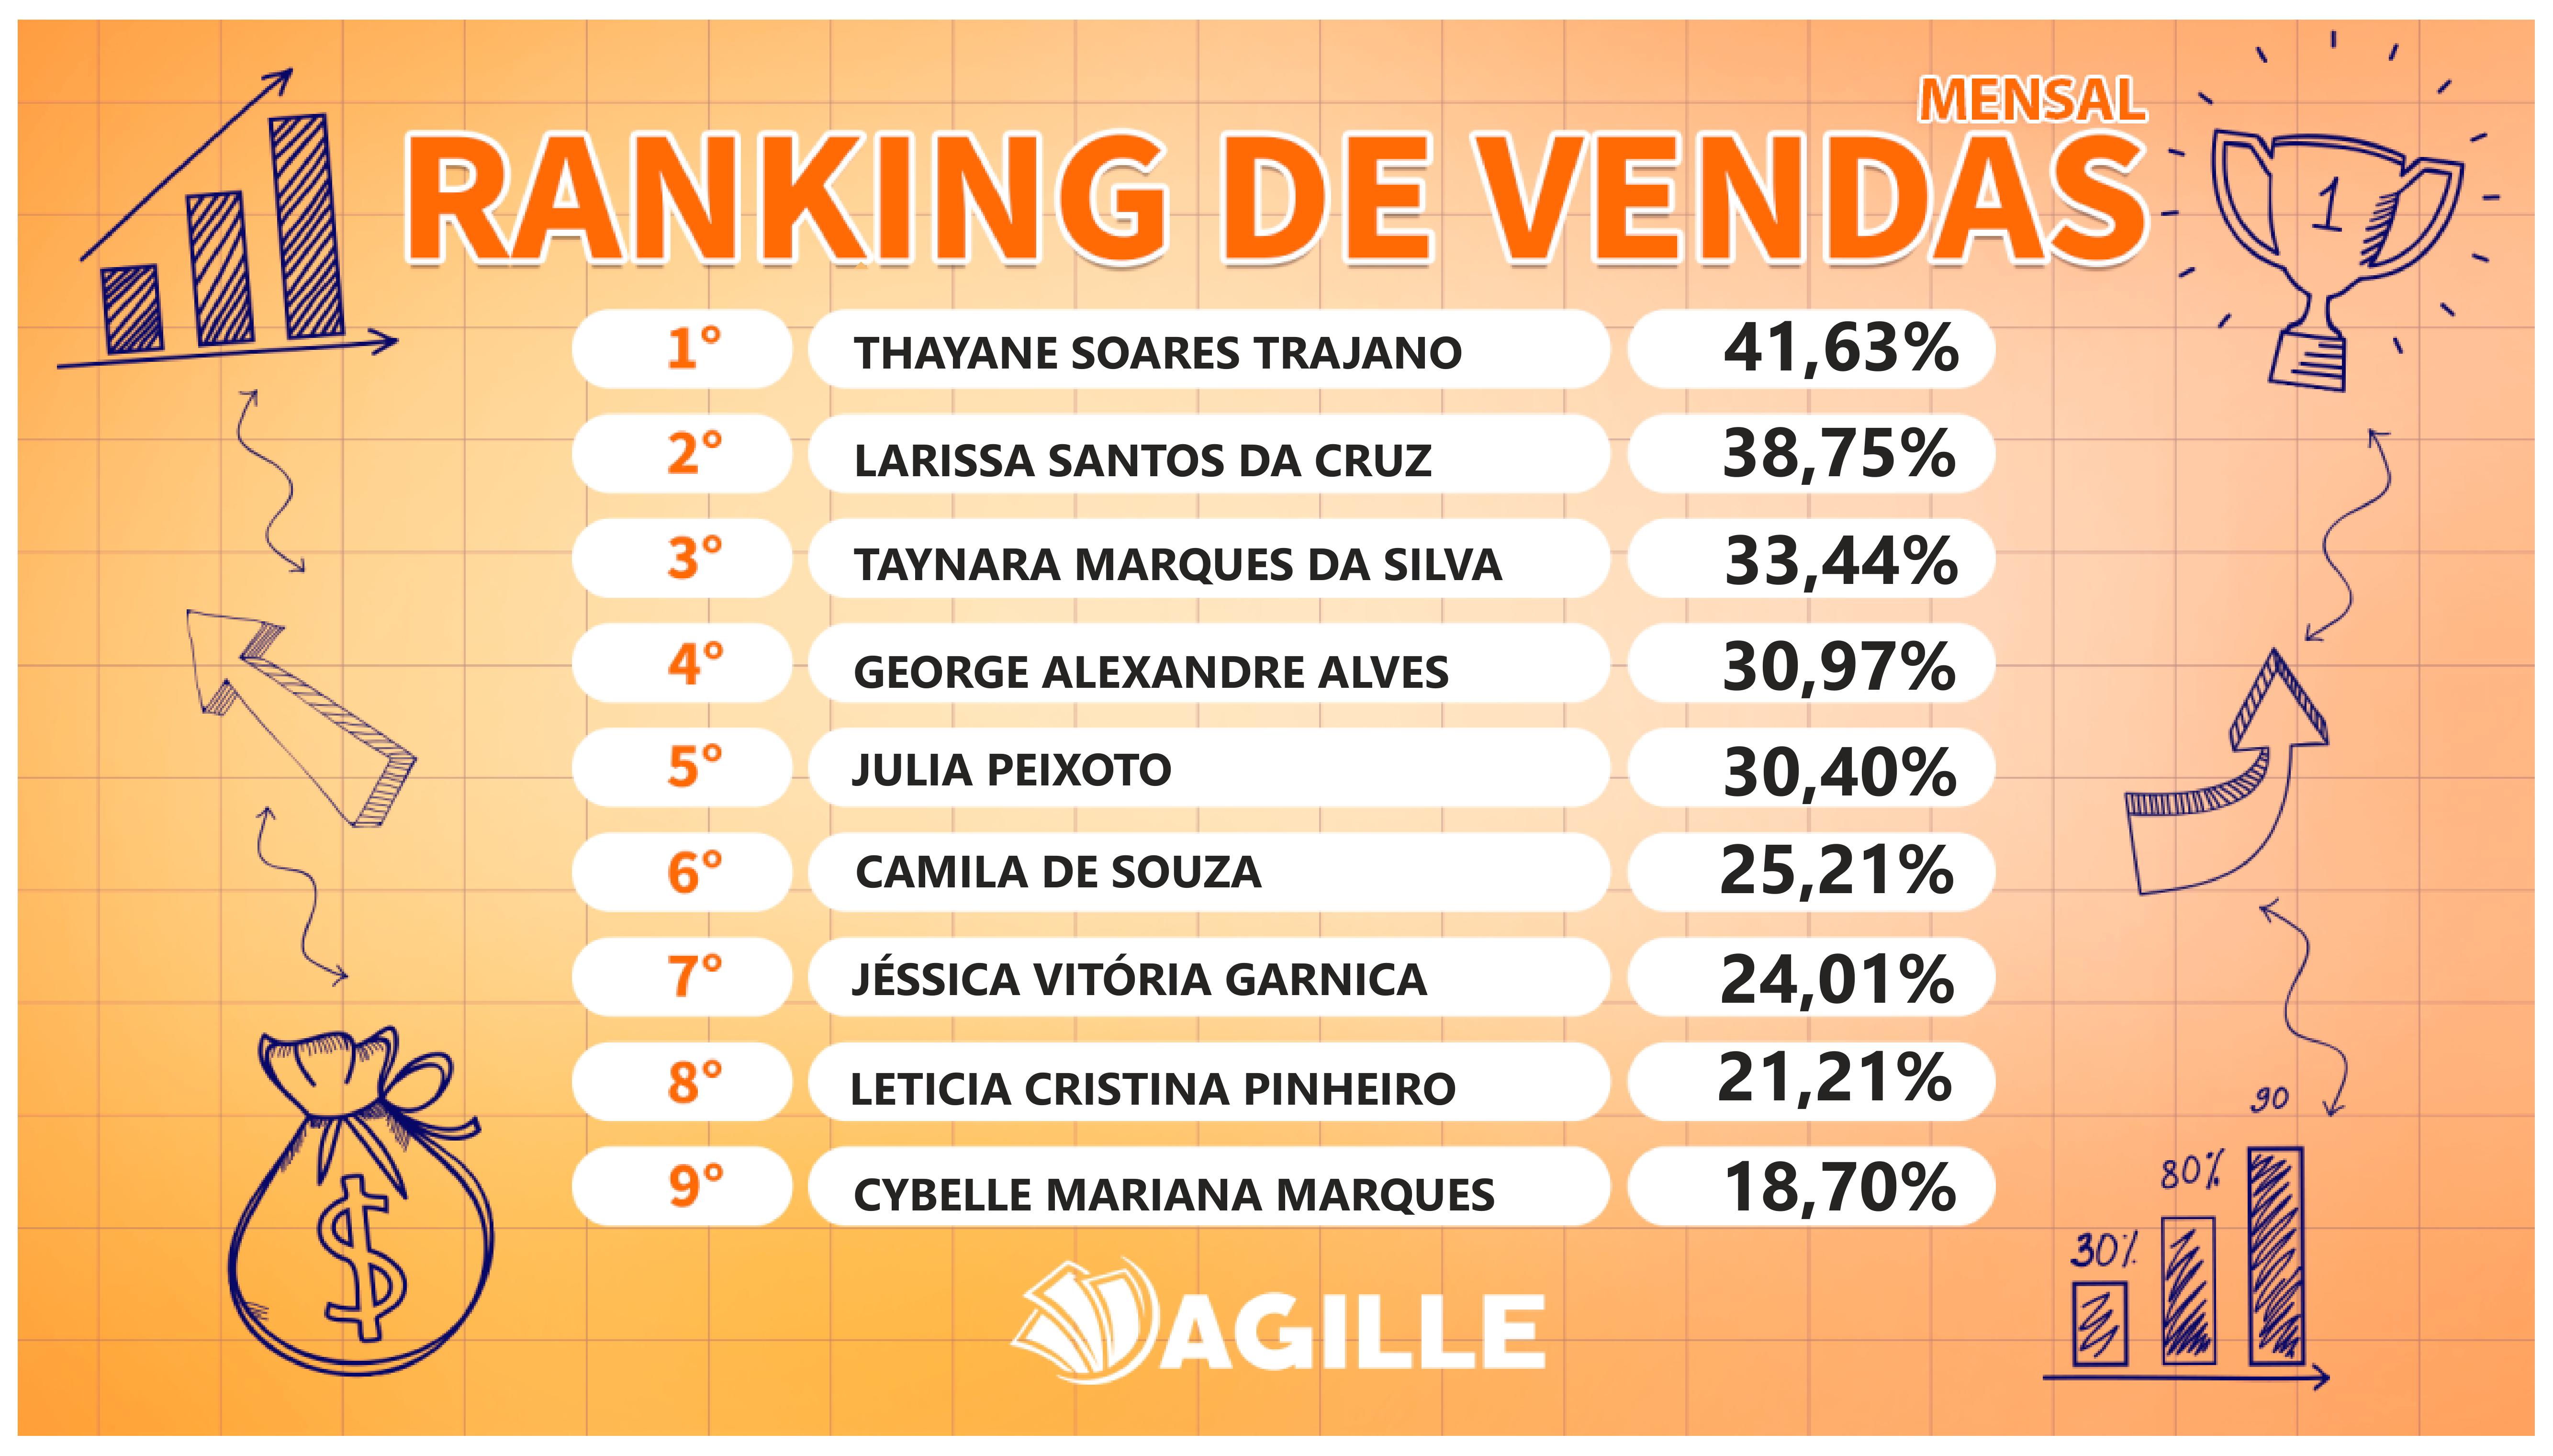 MENSAL
RANKING DE VENDAS
1
1° THAYANE SOARES TRAJANO 41,63%
2° LARISSA SANTOS DA CRUZ 38,75%
3° TAYNARA MARQUES DA SILVA 33,44%
4° GEORGE ALEXANDRE ALVES 30,97%
5° JULIA PEIXOTO 30,40%
6° CAMILA DE SOUZA 25,21%
7° JÉSSICA VITÓRIA GARNICA 24,01%
8° LETICIA CRISTINA PINHEIRO 21,21%
9° CYBELLE MARIANA MARQUES 18,70%
$
90
80%
30%
AGILLE